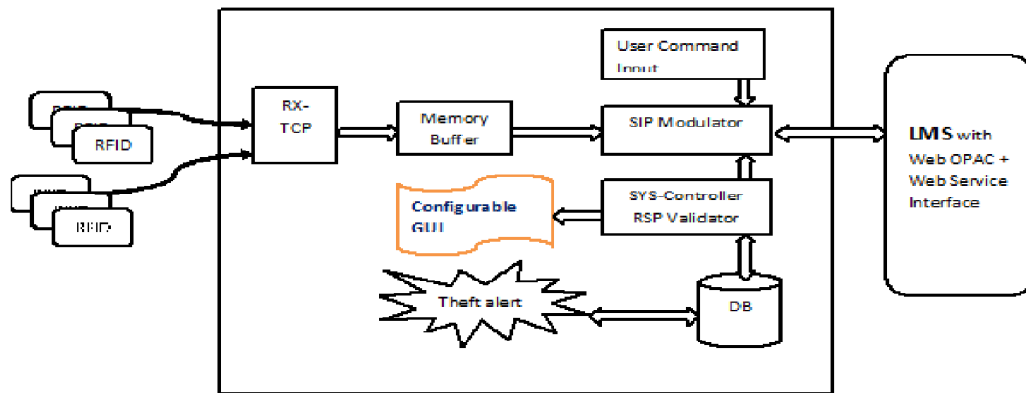 User Command
Input
RX-
TCP
Memory
Buffer
SIP Modulator
RFID
RFID
LMS with
Web OPAC +
Web Service
Interface
SYS-Controller
RSP Validator
Configurable
GUI
Theft alert
DB